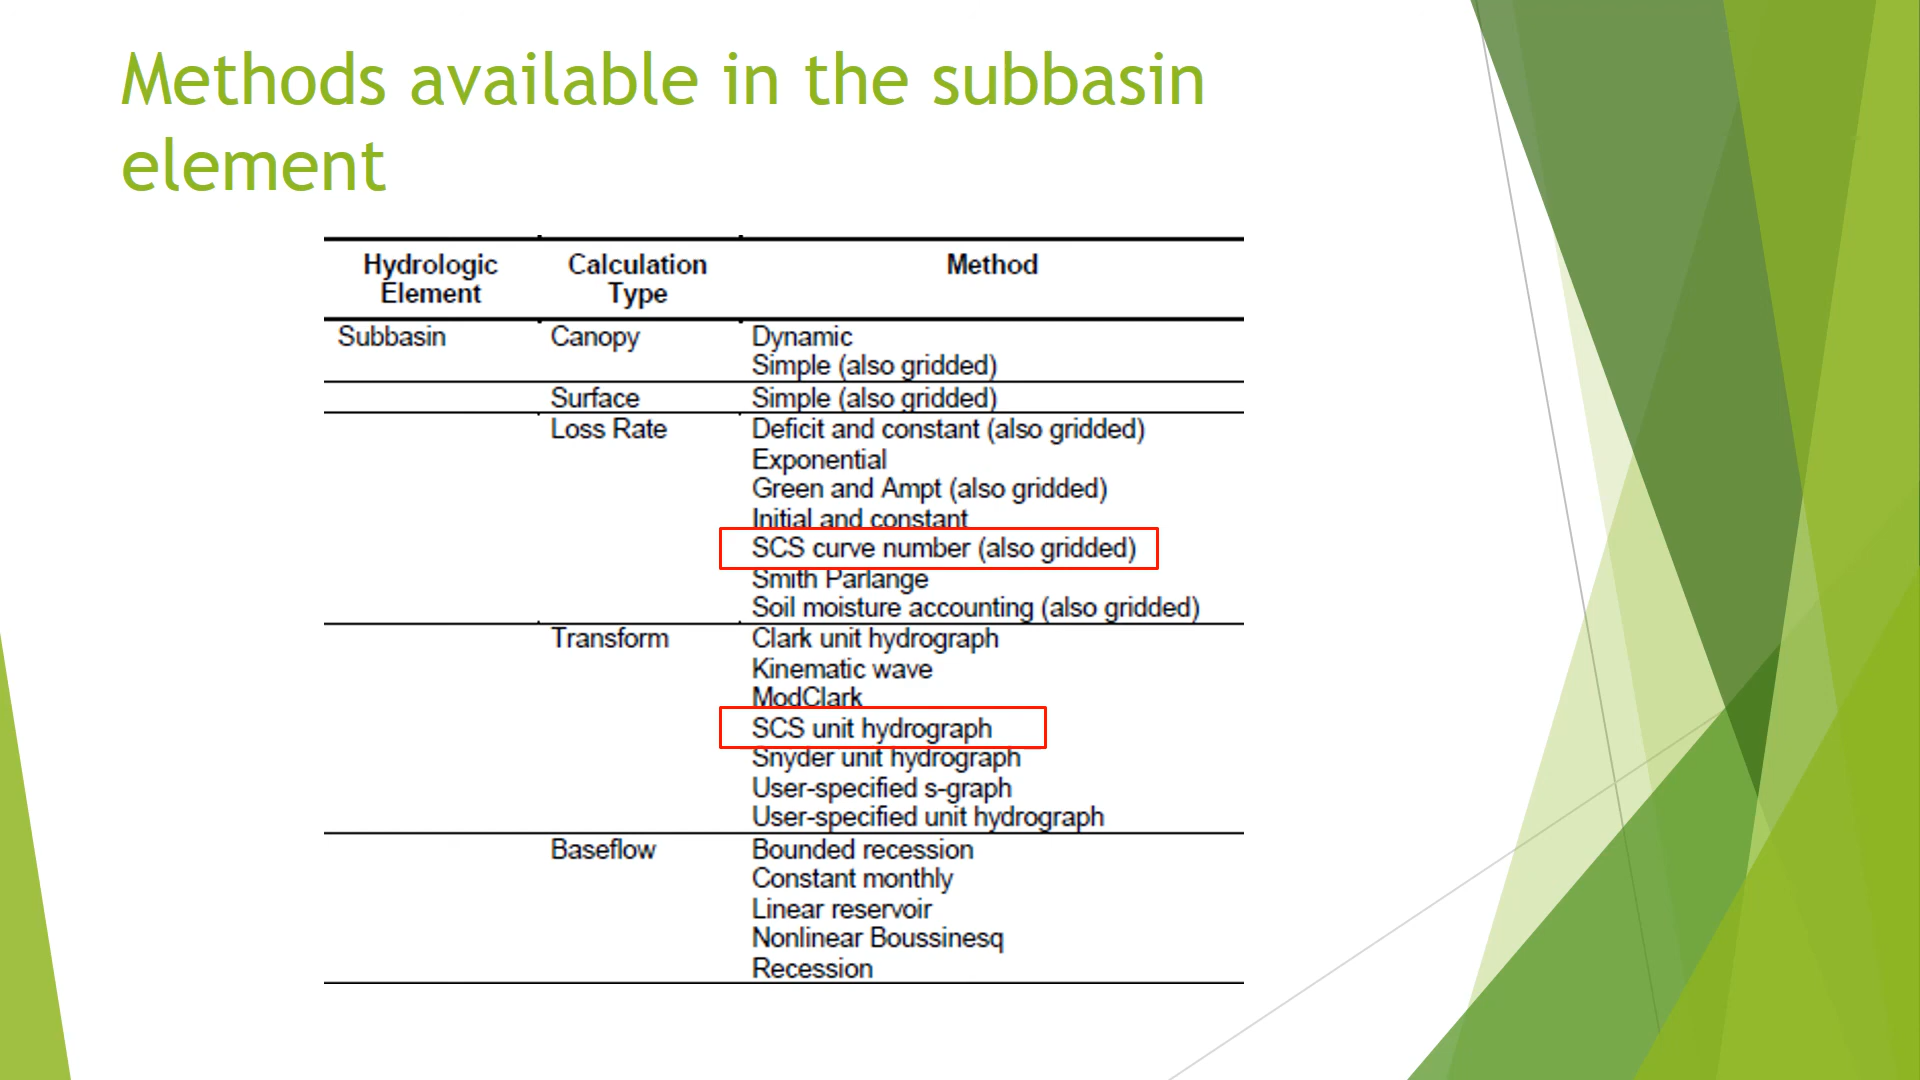 Methods available in the subbasin
element
Hydrologic Element Calculation Type Method
Subbasin Canopy Dynamic
Simple (also gridded)
Surface Simple (also gridded)
Loss Rate Deficit and constant (also gridded)
Exponential
Green and Ampt (also gridded)
Initial and constant
SCS curve number (also gridded)
Smith Parlange
Soil moisture accounting (also gridded)
Transform Clark unit hydrograph
Kinematic wave
ModClark
SCS unit hydrograph
Snyder unit hydrograph
User-specified s-graph
User-specified unit hydrograph
Baseflow Bounded recession
Constant monthly
Linear reservoir
Nonlinear Boussinesq
Recession